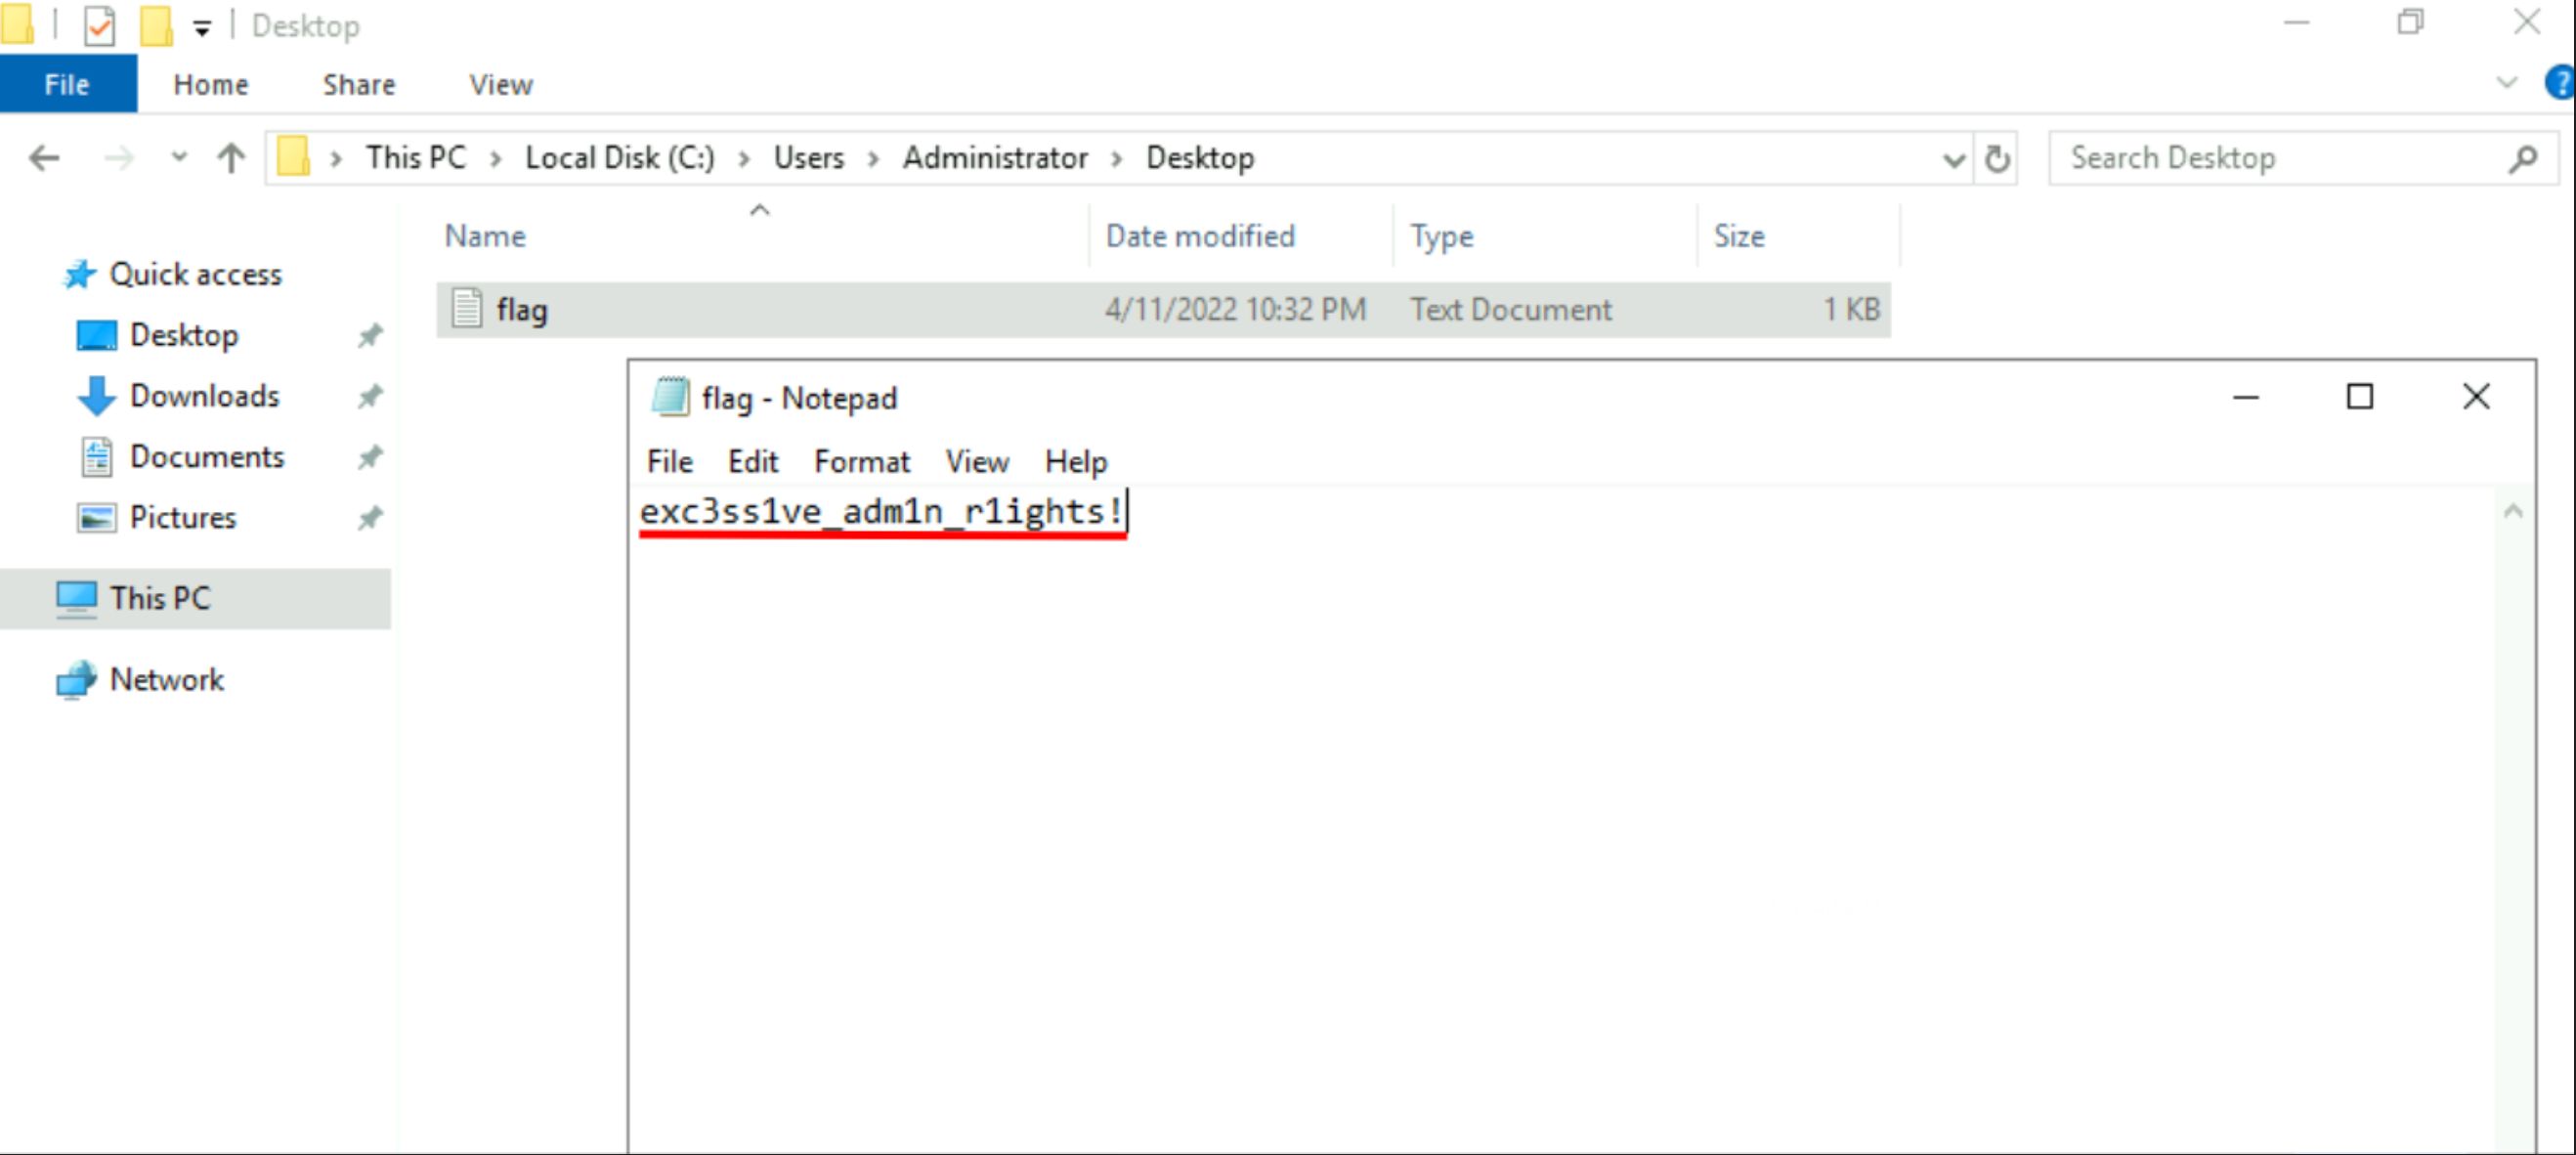 Desktop
File Home Share View
This PC > Local Disk (C:) > Users > Administrator > Desktop
Search Desktop
Name Date modified Type Size
Quick access
flag 4/11/2022 10:32 PM Text Document 1 KB
Desktop
Downloads
Documents
Pictures
This PC
Network
flag - Notepad
File Edit Format View Help
exc3ss1ve_adm1n_r1ights!